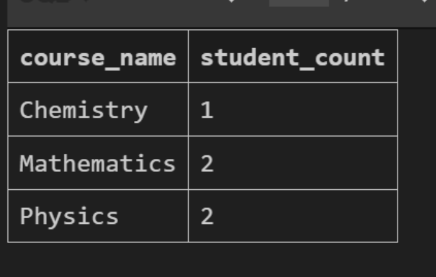 course_name student_count
Chemistry 1
Mathematics 2
Physics 2